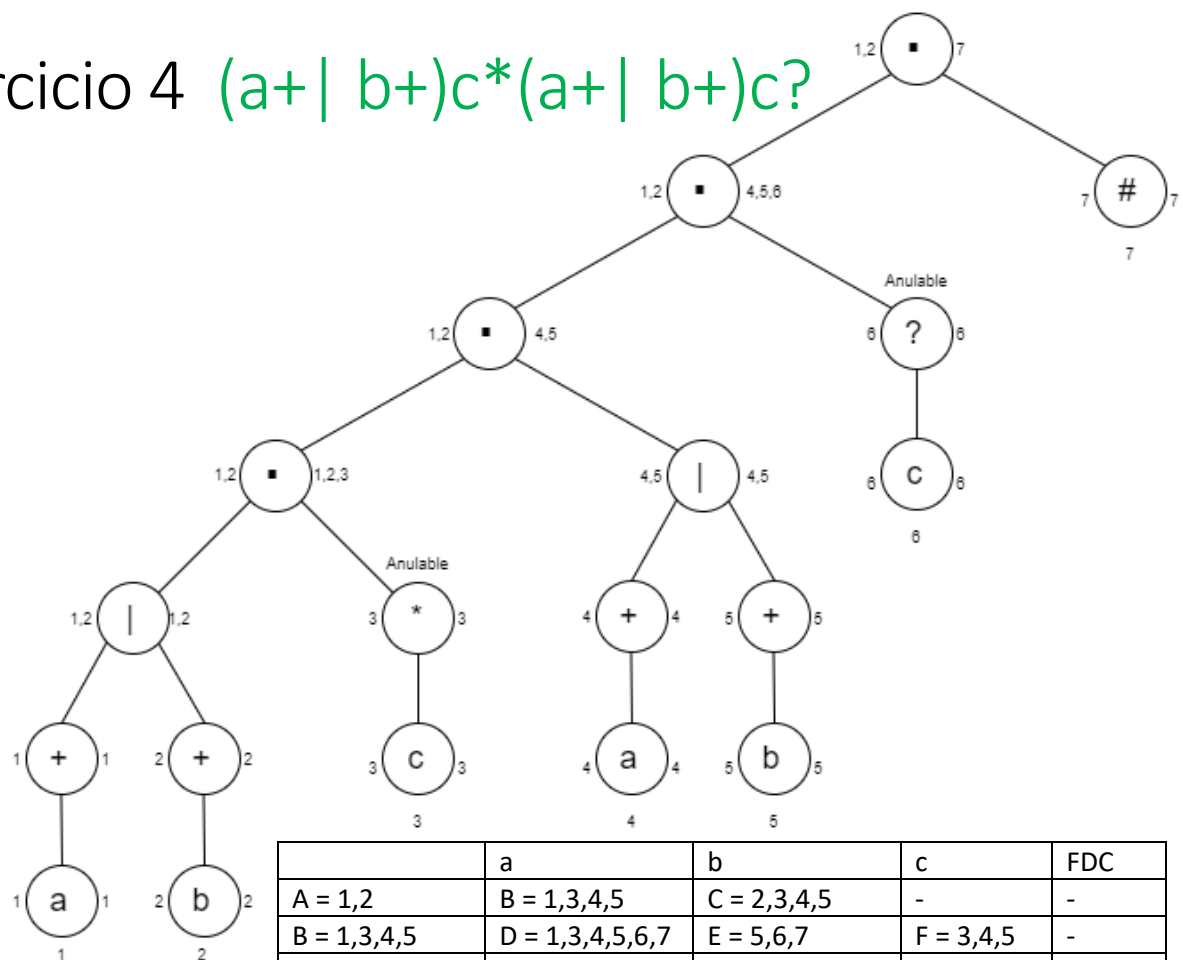 rcicio 4 (a+| b+)c*(a+| b+)c?
1,2 ▪ 7
1,2 ▪ 4,5,6
7 # 7
7
Anulable
1,2 ▪ 4,5
6 ? 6
1,2 ▪ 1,2,3
4,5 | 4,5
6 c 6
6
Anulable
1,2 | 1,2
3 * 3
4 + 4
5 + 5
1 + 1
2 + 2
3 c 3
4 a 4
5 b 5
3
4
5
1 a 1
2 b 2
1
2
a b c FDC
A = 1,2 B = 1,3,4,5 C = 2,3,4,5 - -
B = 1,3,4,5 D = 1,3,4,5,6,7 E = 5,6,7 F = 3,4,5 -